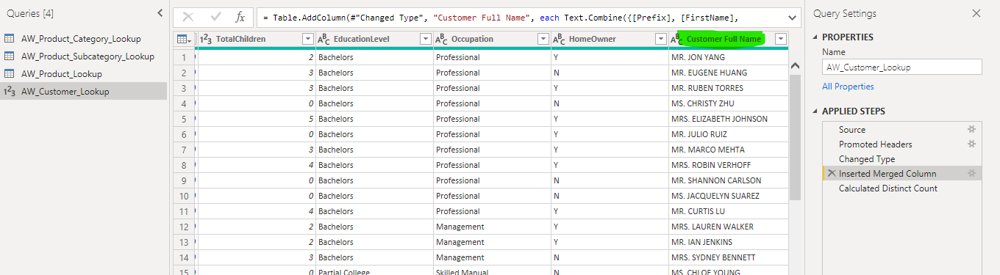 Queries [4]
AW_Product_Category_Lookup
AW_Product_Subcategory_Lookup
AW_Product_Lookup
1²3 AW_Customer_Lookup
fx = Table.AddColumn(#"Changed Type", "Customer Full Name", each Text.Combine({[Prefix], [FirstName],
1²3 TotalChildren ABC EducationLevel ABC Occupation ABC HomeOwner ABC Customer Full Name
1 2 Bachelors Professional Y MR. JON YANG
2 3 Bachelors Professional N MR. EUGENE HUANG
3 3 Bachelors Professional Y MR. RUBEN TORRES
4 0 Bachelors Professional N MS. CHRISTY ZHU
5 5 Bachelors Professional Y MRS. ELIZABETH JOHNSON
6 0 Bachelors Professional Y MR. JULIO RUIZ
7 3 Bachelors Professional Y MR. MARCO MEHTA
8 4 Bachelors Professional Y MRS. ROBIN VERHOFF
9 0 Bachelors Professional N MR. SHANNON CARLSON
10 0 Bachelors Professional N MS. JACQUELYN SUAREZ
11 4 Bachelors Professional Y MR. CURTIS LU
12 2 Bachelors Management Y MRS. LAUREN WALKER
13 2 Bachelors Management Y MR. IAN JENKINS
14 3 Bachelors Management N MRS. SYDNEY BENNETT
15 0 Partial College Skilled Manual N MS. CHLOE YOUNG
Query Settings
PROPERTIES
Name
AW_Customer_Lookup
All Properties
APPLIED STEPS
Source
Promoted Headers
Changed Type
Inserted Merged Column
Calculated Distinct Count